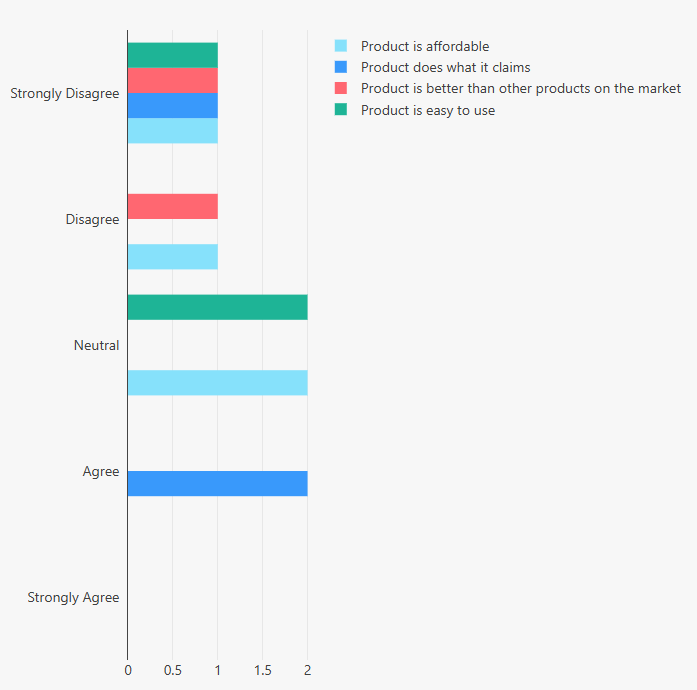 Product is affordable
Product does what it claims
Product is better than other products on the market
Product is easy to use
Strongly Disagree
Disagree
Neutral
Agree
Strongly Agree
0 0.5 1 1.5 2